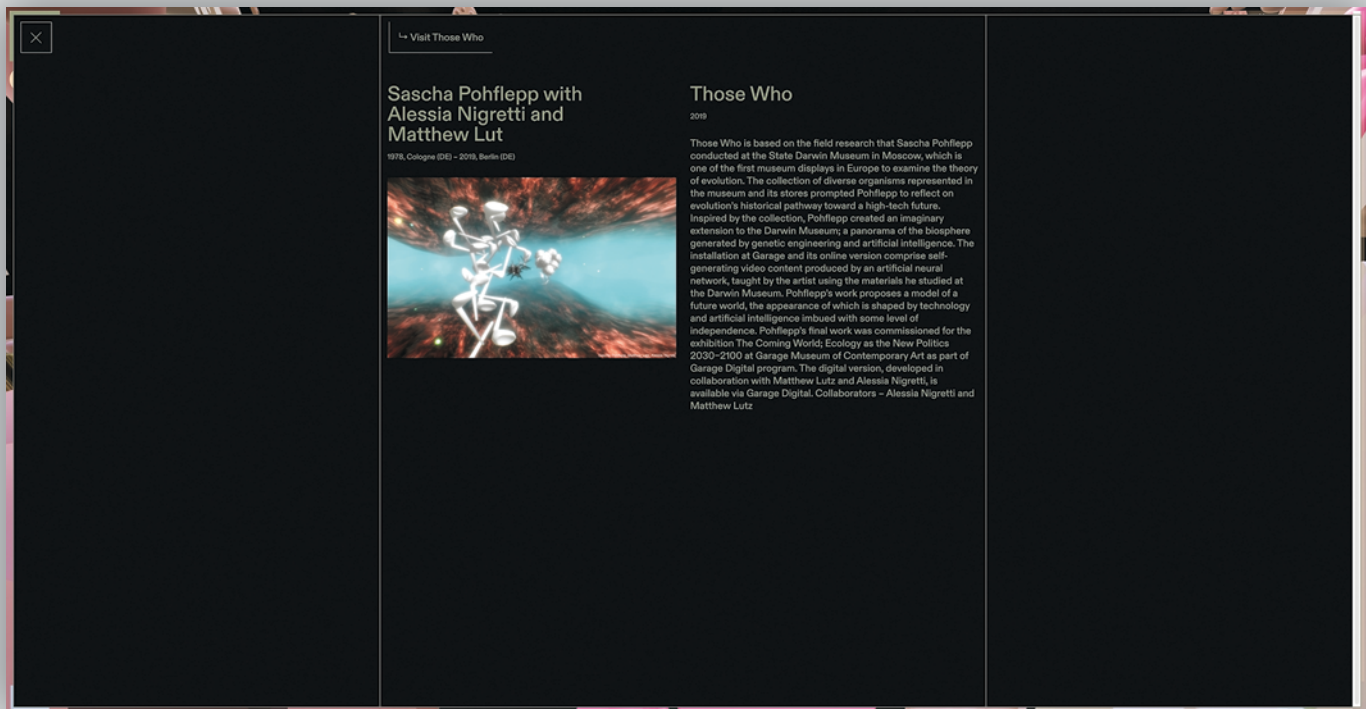 ↳ Visit Those Who
Sascha Pohflepp with
Alessia Nigretti and
Matthew Lut
1978, Cologne (DE) – 2019, Berlin (DE)
Those Who
2019
Those Who is based on the field research that Sascha Pohflepp
conducted at the State Darwin Museum in Moscow, which is
one of the first museum displays in Europe to examine the theory
of evolution. The collection of diverse organisms represented in
the museum and its stores prompted Pohflepp to reflect on
evolution's historical pathway toward a high-tech future.
Inspired by the collection, Pohflepp created an imaginary
extension to the Darwin Museum; a panorama of the biosphere
generated by genetic engineering and artificial intelligence. The
installation at Garage and its online version comprise self-
generating video content produced by an artificial neural
network, taught by the artist using the materials he studied at
the Darwin Museum. Pohflepp's work proposes a model of a
future world, the appearance of which is shaped by technology
and artificial intelligence imbued with some level of
independence. Pohflepp's final work was commissioned for the
exhibition The Coming World; Ecology as the New Politics
2030–2100 at Garage Museum of Contemporary Art as part of
Garage Digital program. The digital version, developed in
collaboration with Matthew Lutz and Alessia Nigretti, is
available via Garage Digital. Collaborators – Alessia Nigretti and
Matthew Lutz